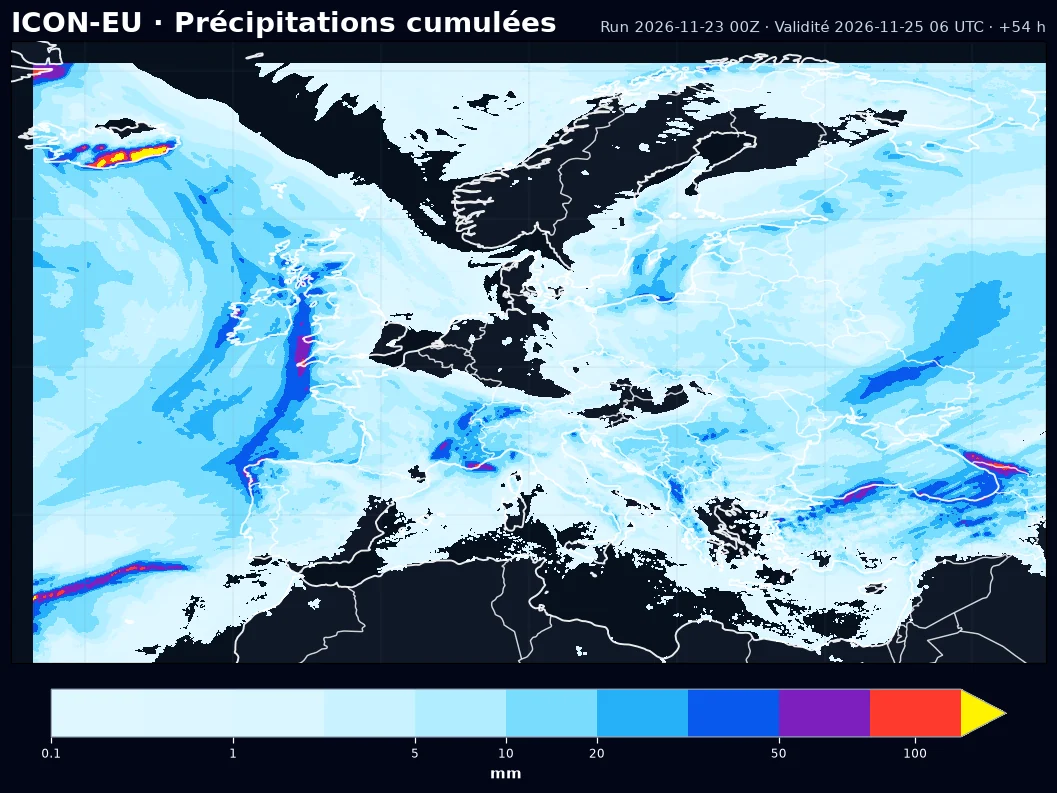 ICON-EU · Précipitations cumulées
Run 2026-11-23 00Z · Validité 2026-11-25 06 UTC · +54 h
0.1 1 5 10 20 50 100
mm